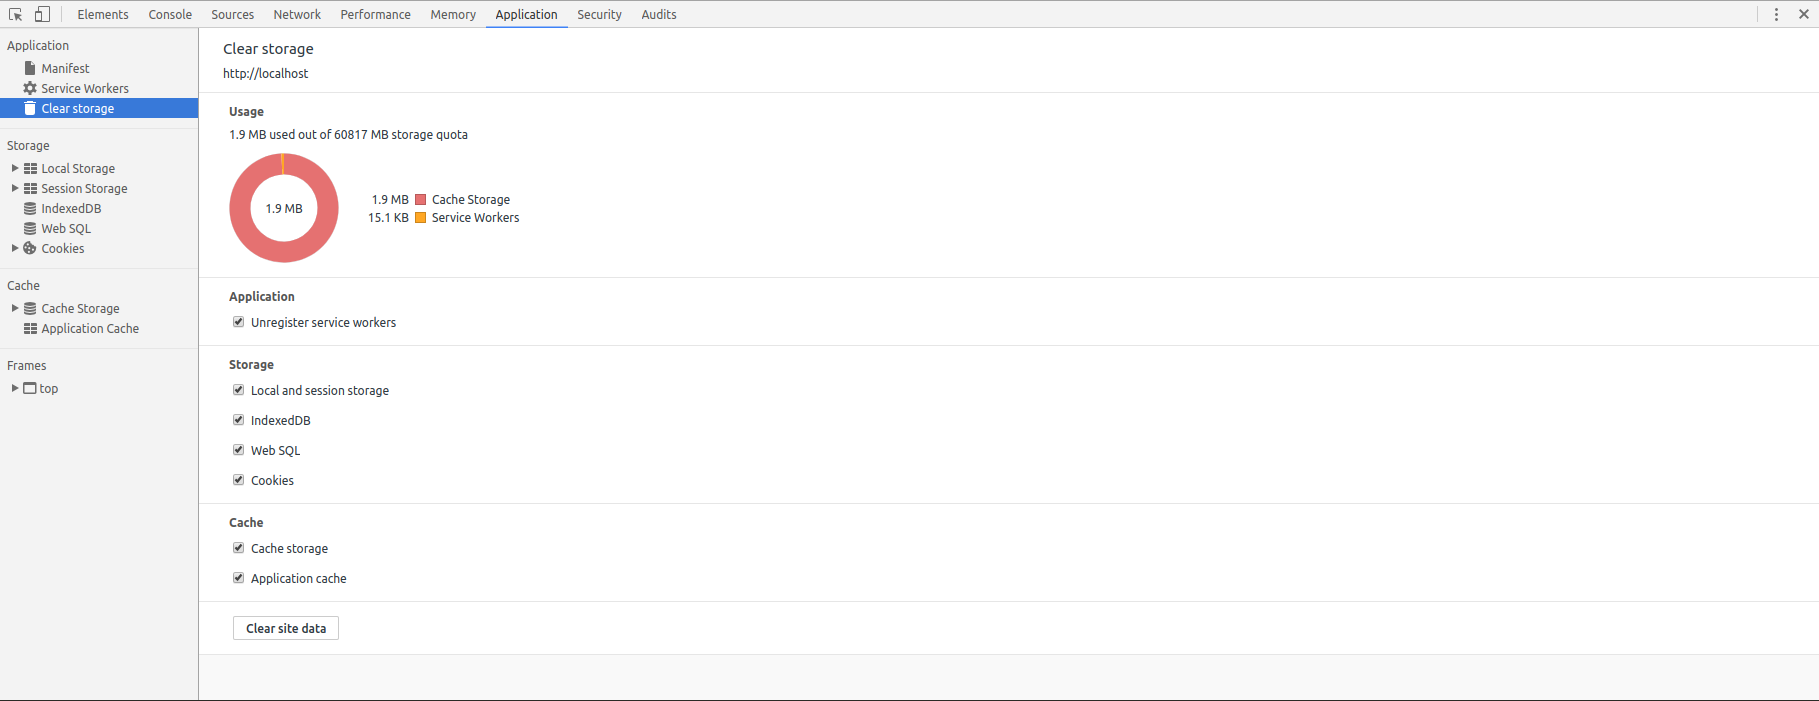 Elements Console Sources Network Performance Memory Application Security Audits
Application
Manifest
Service Workers
Clear storage
Storage
Local Storage
Session Storage
IndexedDB
Web SQL
Cookies
Cache
Cache Storage
Application Cache
Frames
top
Clear storage
http://localhost
Usage
1.9 MB used out of 60817 MB storage quota
1.9 MB
1.9 MB Cache Storage
15.1 KB Service Workers
Application
Unregister service workers
Storage
Local and session storage
IndexedDB
Web SQL
Cookies
Cache
Cache storage
Application cache
Clear site data